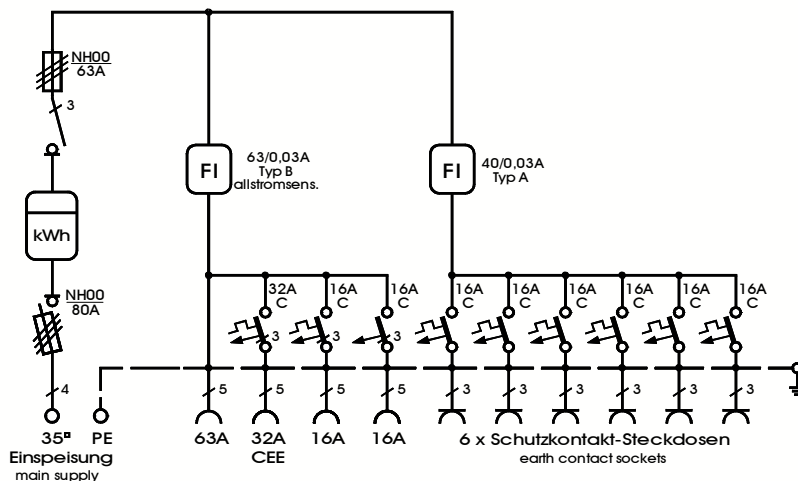 NH00
63A
3
FI
63/0,03A
Typ B
allstromsens.
FI
40/0,03A
Typ A
kWh
NH00
80A
32A
C
16A
C
16A
C
16A
C
16A
C
16A
C
16A
C
16A
C
16A
C
3
3
3
4
5
5
5
5
3
3
3
3
3
3
35□
PE
63A
32A
16A
16A
CEE
6 x Schutzkontakt-Steckdosen
earth contact sockets
Einspeisung
main supply